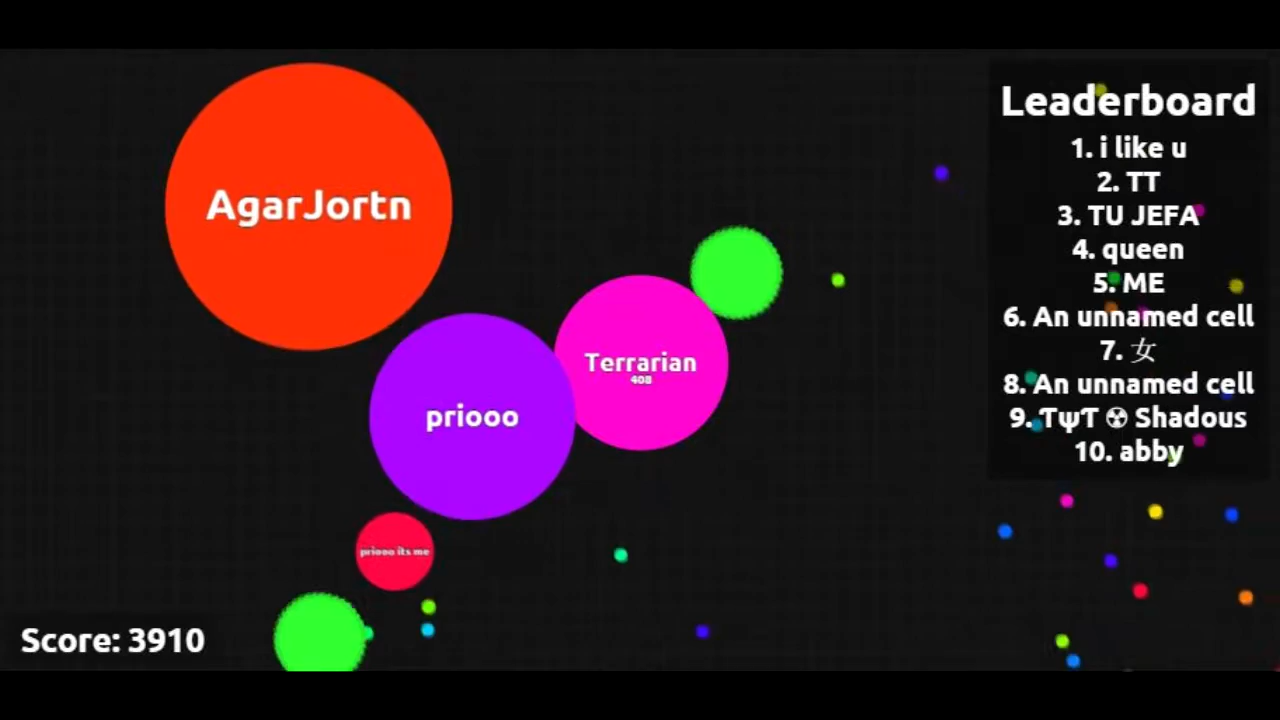 AgarJortn
Terrarian
408
priooo
priooo its me
Score: 3910
Leaderboard
1. i like u
2. TT
3. TU JEFA
4. queen
5. ME
6. An unnamed cell
7. 女
8. An unnamed cell
9. ƬψƬ ☢ Shadous
10. abby